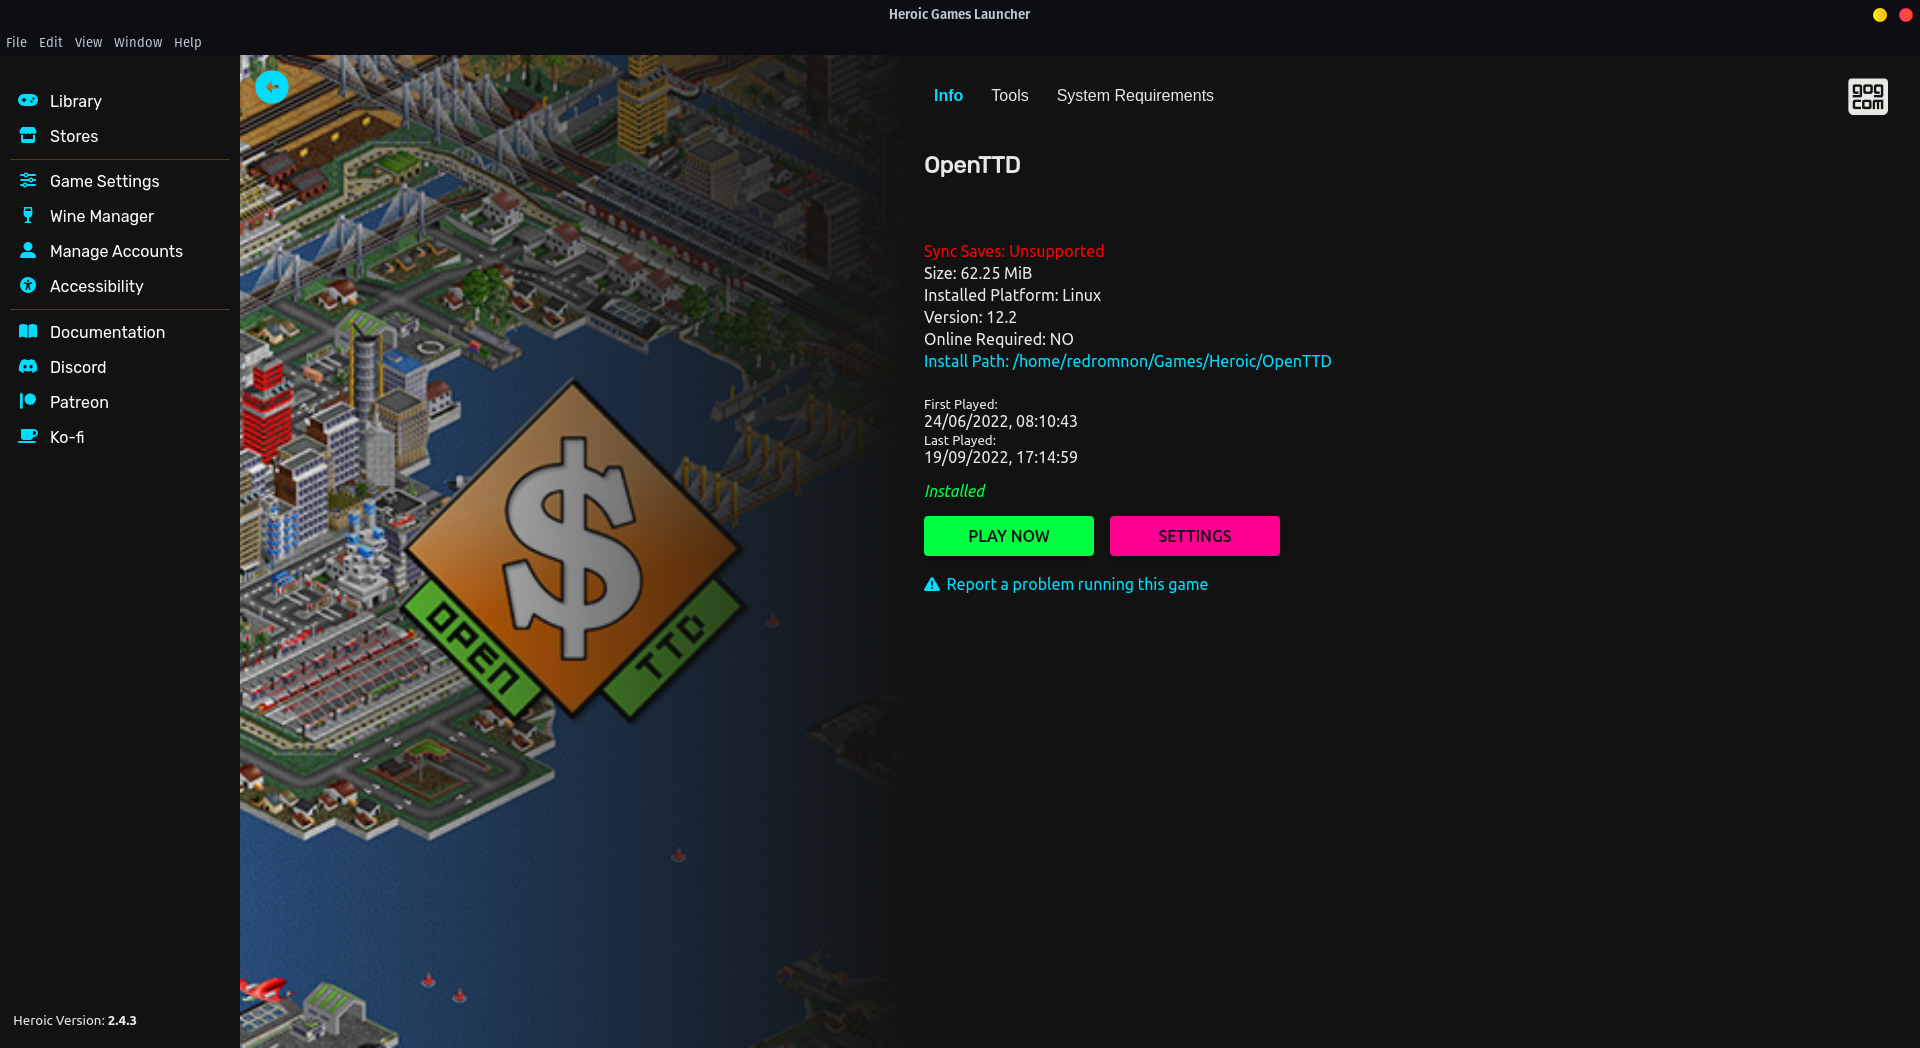 Heroic Games Launcher
File Edit View Window Help
Library
Stores
Game Settings
Wine Manager
Manage Accounts
Accessibility
Documentation
Discord
Patreon
Ko-fi
Heroic Version: 2.4.3
$
OPEN
TTD
Info Tools System Requirements
gog
com
OpenTTD
Sync Saves: Unsupported
Size: 62.25 MiB
Installed Platform: Linux
Version: 12.2
Online Required: NO
Install Path: /home/redromnon/Games/Heroic/OpenTTD
First Played:
24/06/2022, 08:10:43
Last Played:
19/09/2022, 17:14:59
Installed
PLAY NOW SETTINGS
Report a problem running this game